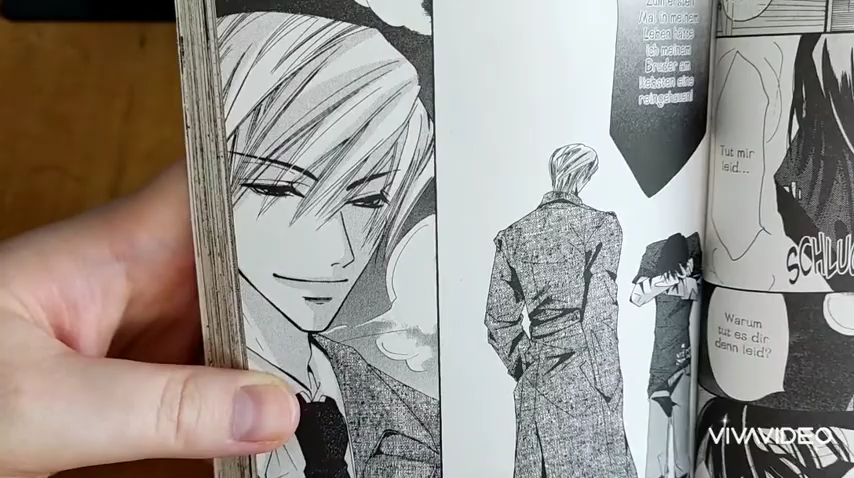 Zum ersten
Mal in meinem
Leben hätte
ich meinem
Bruder am
liebsten eine
reingehauen!
Tut mir
leid...
SCHLUC
Warum
tut es dir
denn leid?
VIVAVIDEO